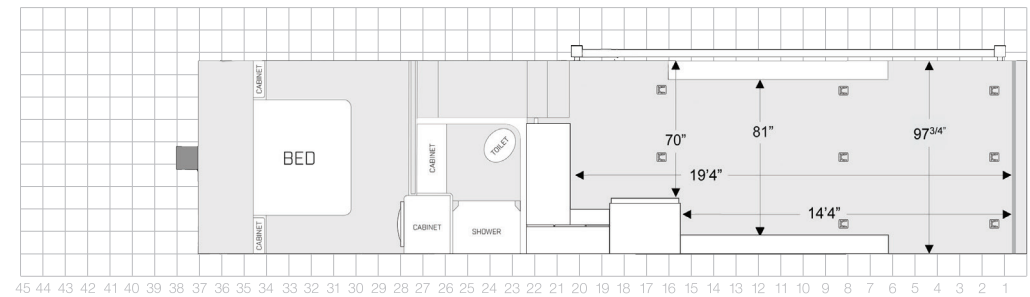 CABINET
BED
CABINET
CABINET
TOILET
CABINET
SHOWER
70”
81”
97 3/4”
19’4”
14’4”
45 44 43 42 41 40 39 38 37 36 35 34 33 32 31 30 29 28 27 26 25 24 23 22 21 20 19 18 17 16 15 14 13 12 11 10 9 8 7 6 5 4 3 2 1